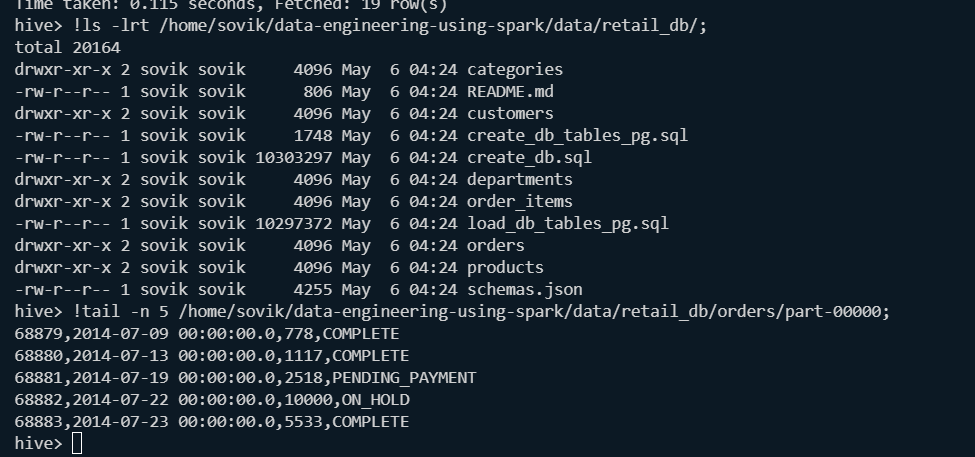 Time taken: 0.115 seconds, Fetched: 19 row(s)
hive> !ls -lrt /home/sovik/data-engineering-using-spark/data/retail_db/;
total 20164
drwxr-xr-x 2 sovik sovik     4096 May  6 04:24 categories
-rw-r--r-- 1 sovik sovik      806 May  6 04:24 README.md
drwxr-xr-x 2 sovik sovik     4096 May  6 04:24 customers
-rw-r--r-- 1 sovik sovik     1748 May  6 04:24 create_db_tables_pg.sql
-rw-r--r-- 1 sovik sovik 10303297 May  6 04:24 create_db.sql
drwxr-xr-x 2 sovik sovik     4096 May  6 04:24 departments
drwxr-xr-x 2 sovik sovik     4096 May  6 04:24 order_items
-rw-r--r-- 1 sovik sovik 10297372 May  6 04:24 load_db_tables_pg.sql
drwxr-xr-x 2 sovik sovik     4096 May  6 04:24 orders
drwxr-xr-x 2 sovik sovik     4096 May  6 04:24 products
-rw-r--r-- 1 sovik sovik     4255 May  6 04:24 schemas.json
hive> !tail -n 5 /home/sovik/data-engineering-using-spark/data/retail_db/orders/part-00000;
68879,2014-07-09 00:00:00.0,778,COMPLETE
68880,2014-07-13 00:00:00.0,1117,COMPLETE
68881,2014-07-19 00:00:00.0,2518,PENDING_PAYMENT
68882,2014-07-22 00:00:00.0,10000,ON_HOLD
68883,2014-07-23 00:00:00.0,5533,COMPLETE
hive>